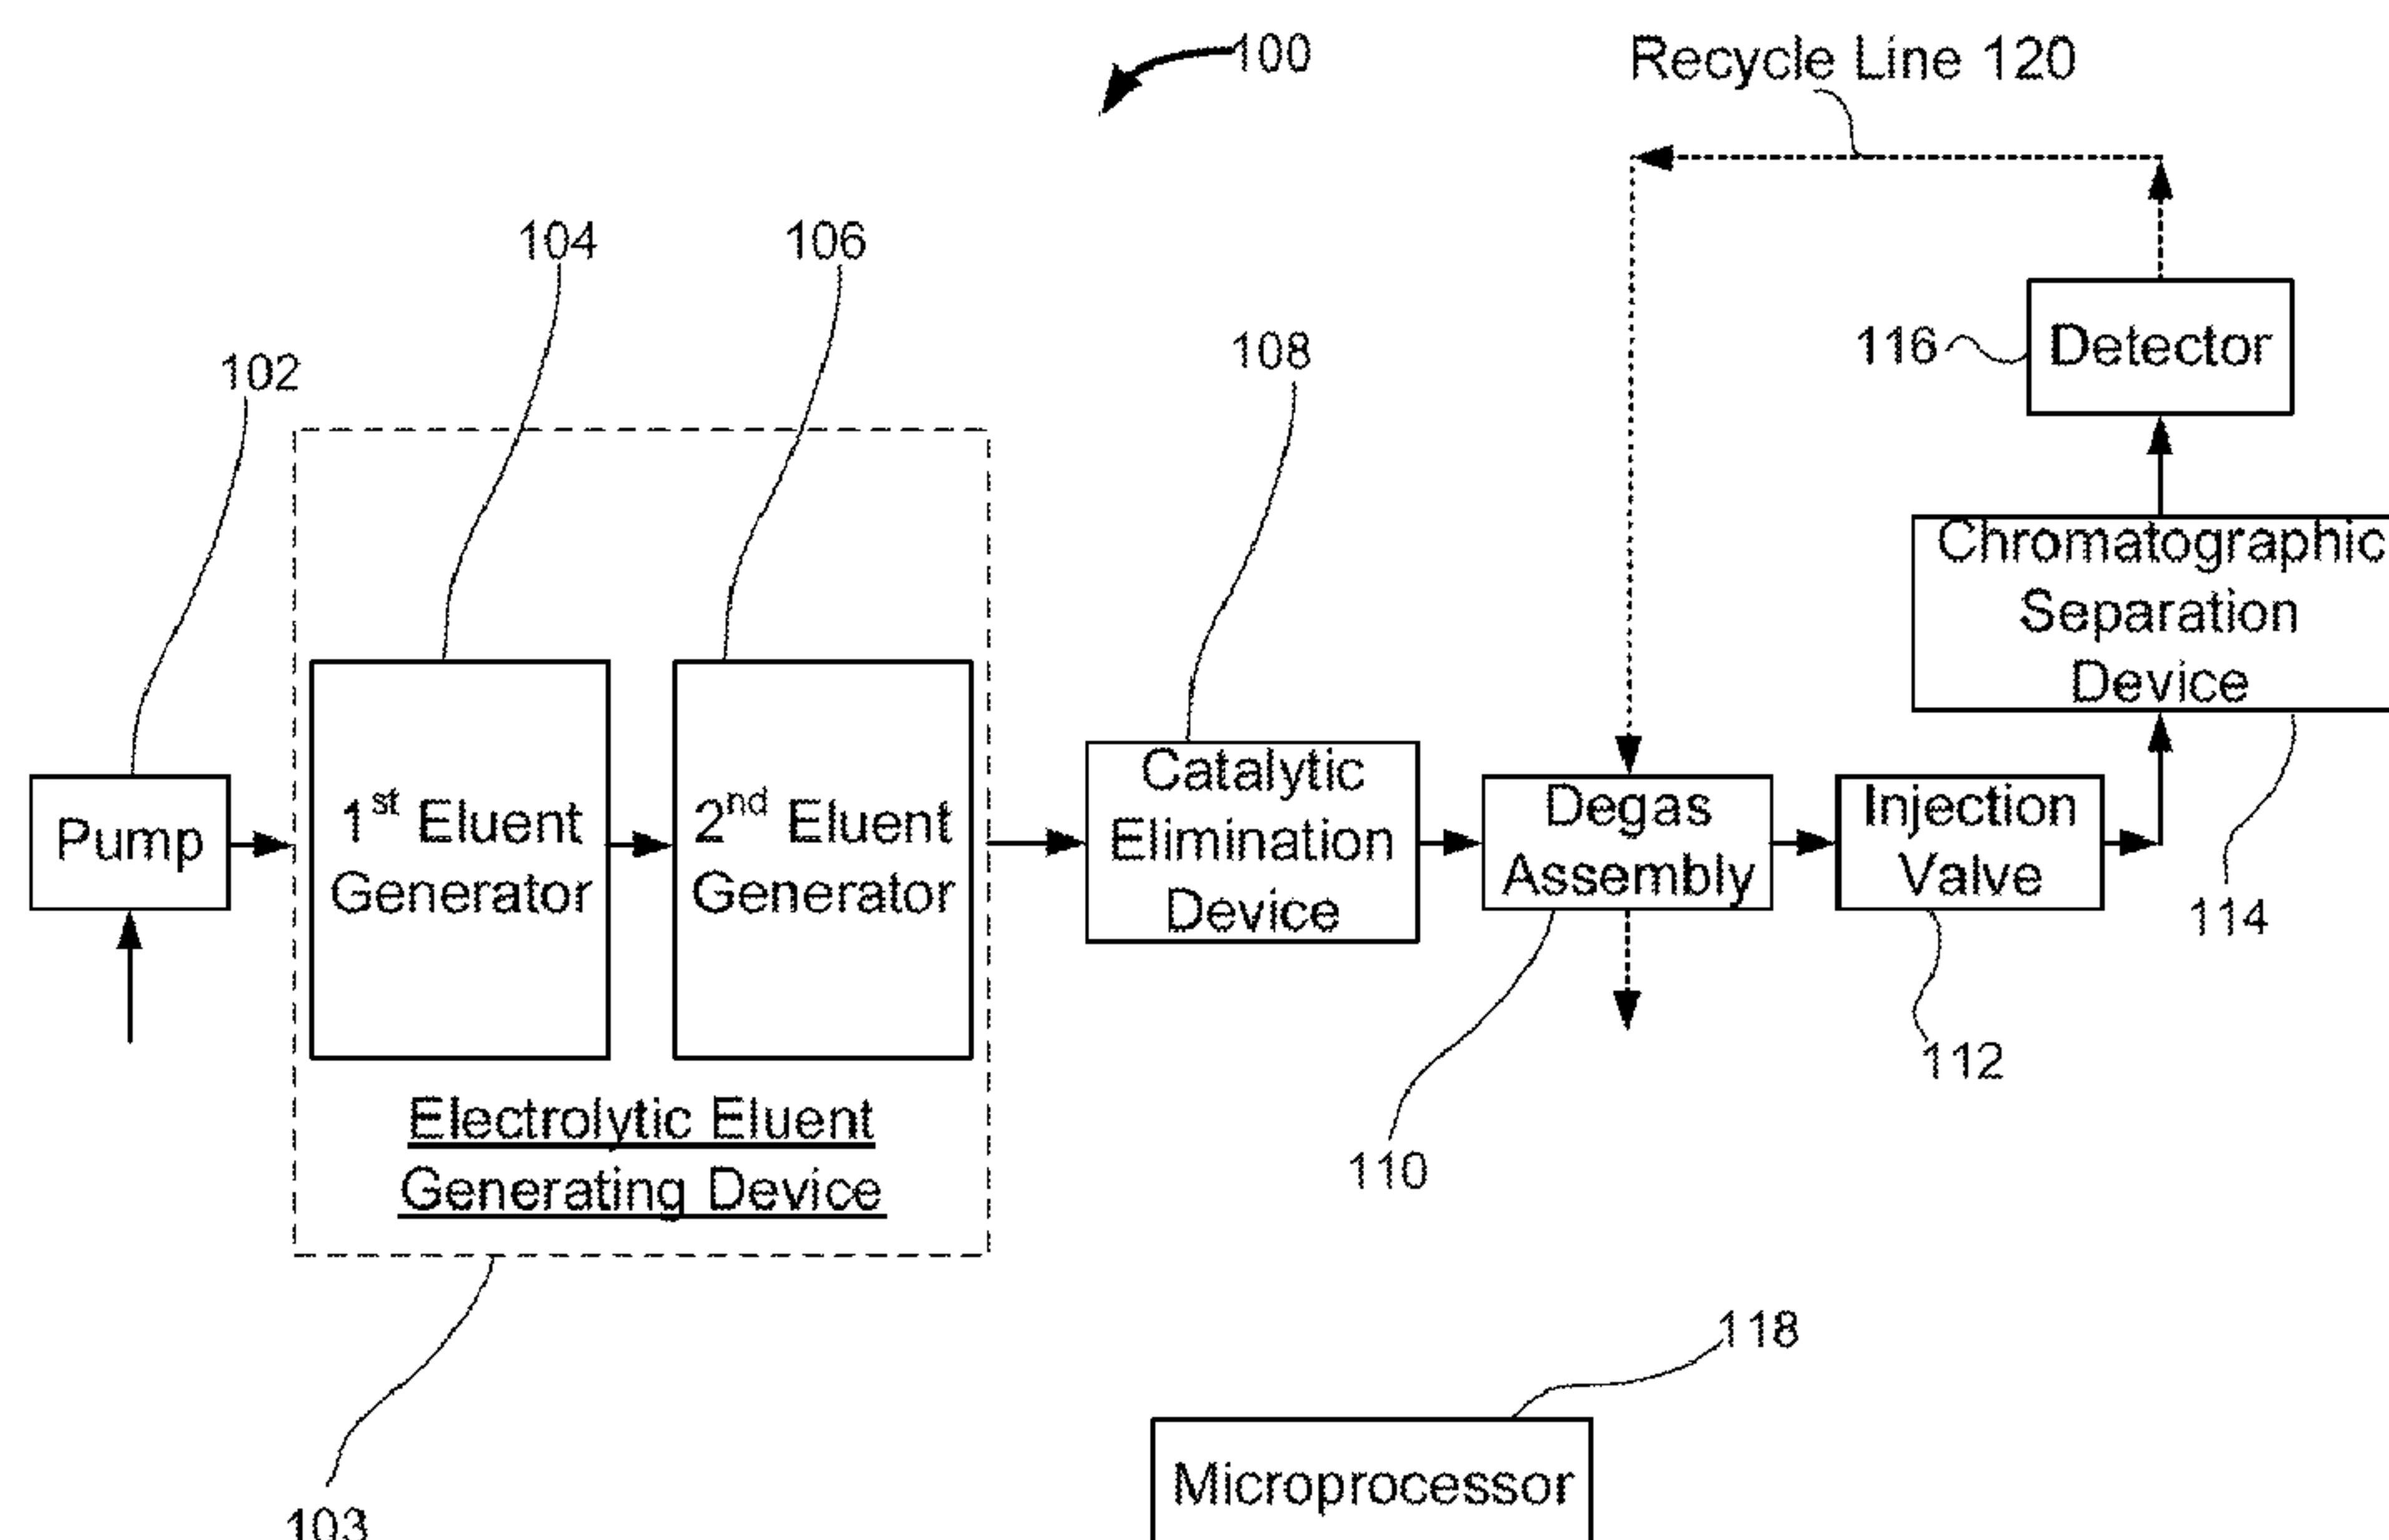 100
Recycle Line 120
104
106
102
108
116
Detector
Chromatographic
Separation
Device
Pump
1st Eluent
Generator
2nd Eluent
Generator
Catalytic
Elimination
Device
Degas
Assembly
Injection
Valve
114
112
110
Electrolytic Eluent
Generating Device
118
Microprocessor
103